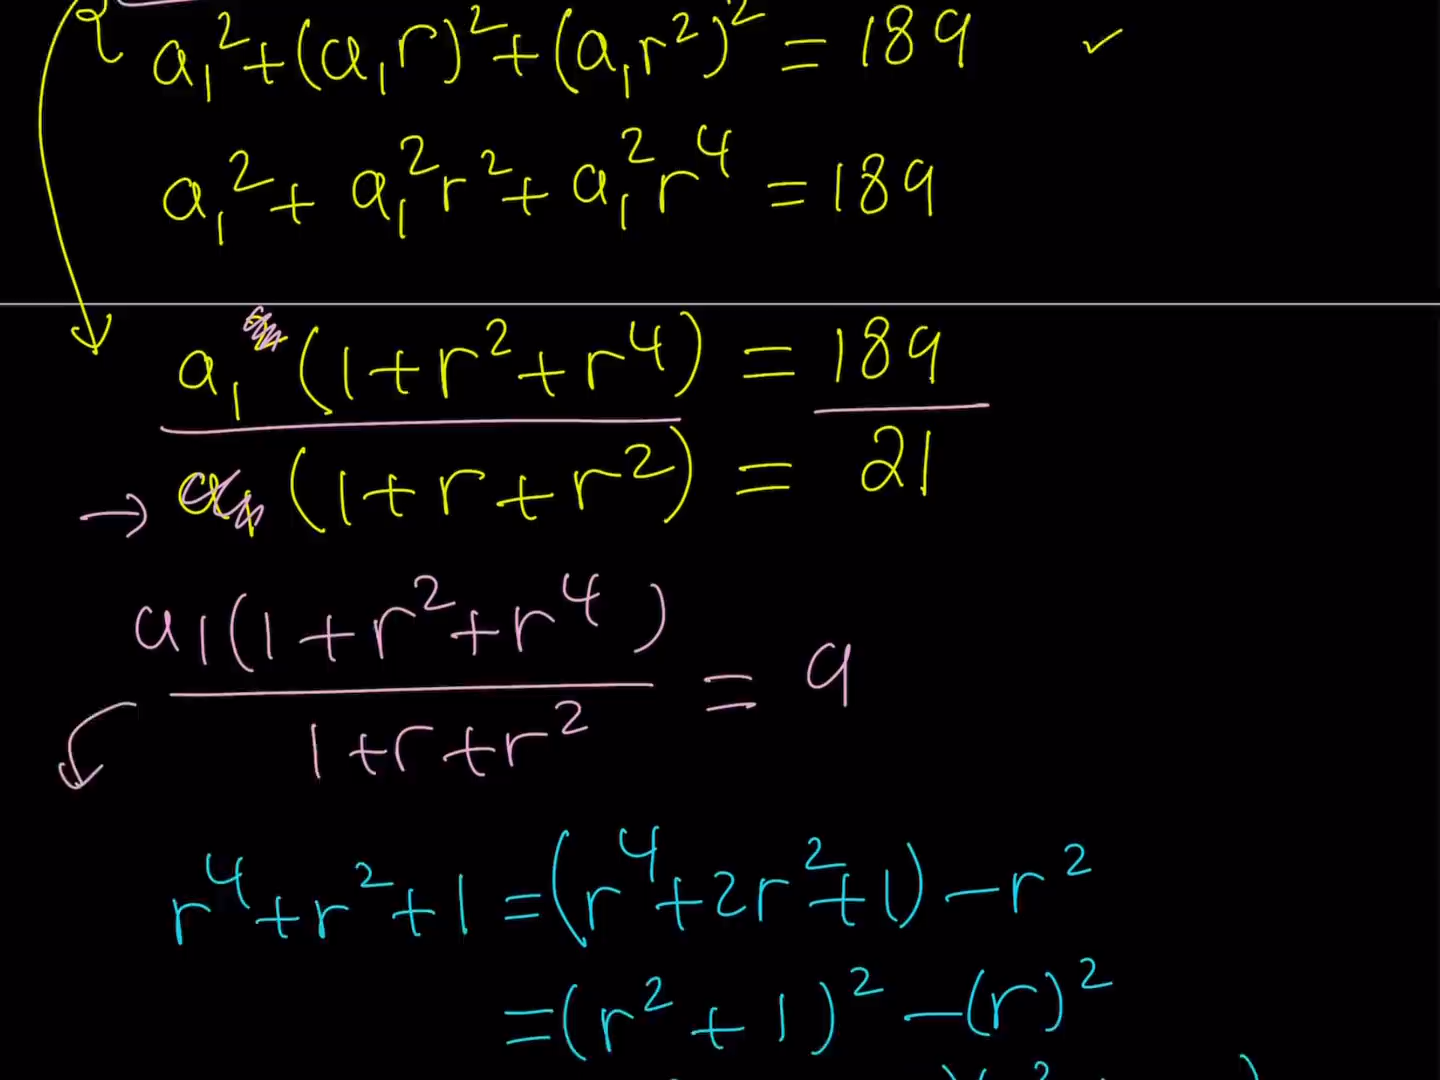 a₁²+(a₁r)²+(a₁r²)² = 189 ✓
a₁²+ a₁²r²+ a₁²r⁴ = 189
a₁ (1+r²+r⁴) = 189
→ a₁ (1+r+r²) = 21
a₁(1+r²+r⁴)
= 9
1+r+r²
r⁴+r²+1 =(r⁴+2r²+1)-r²
=(r²+1)²-(r)²